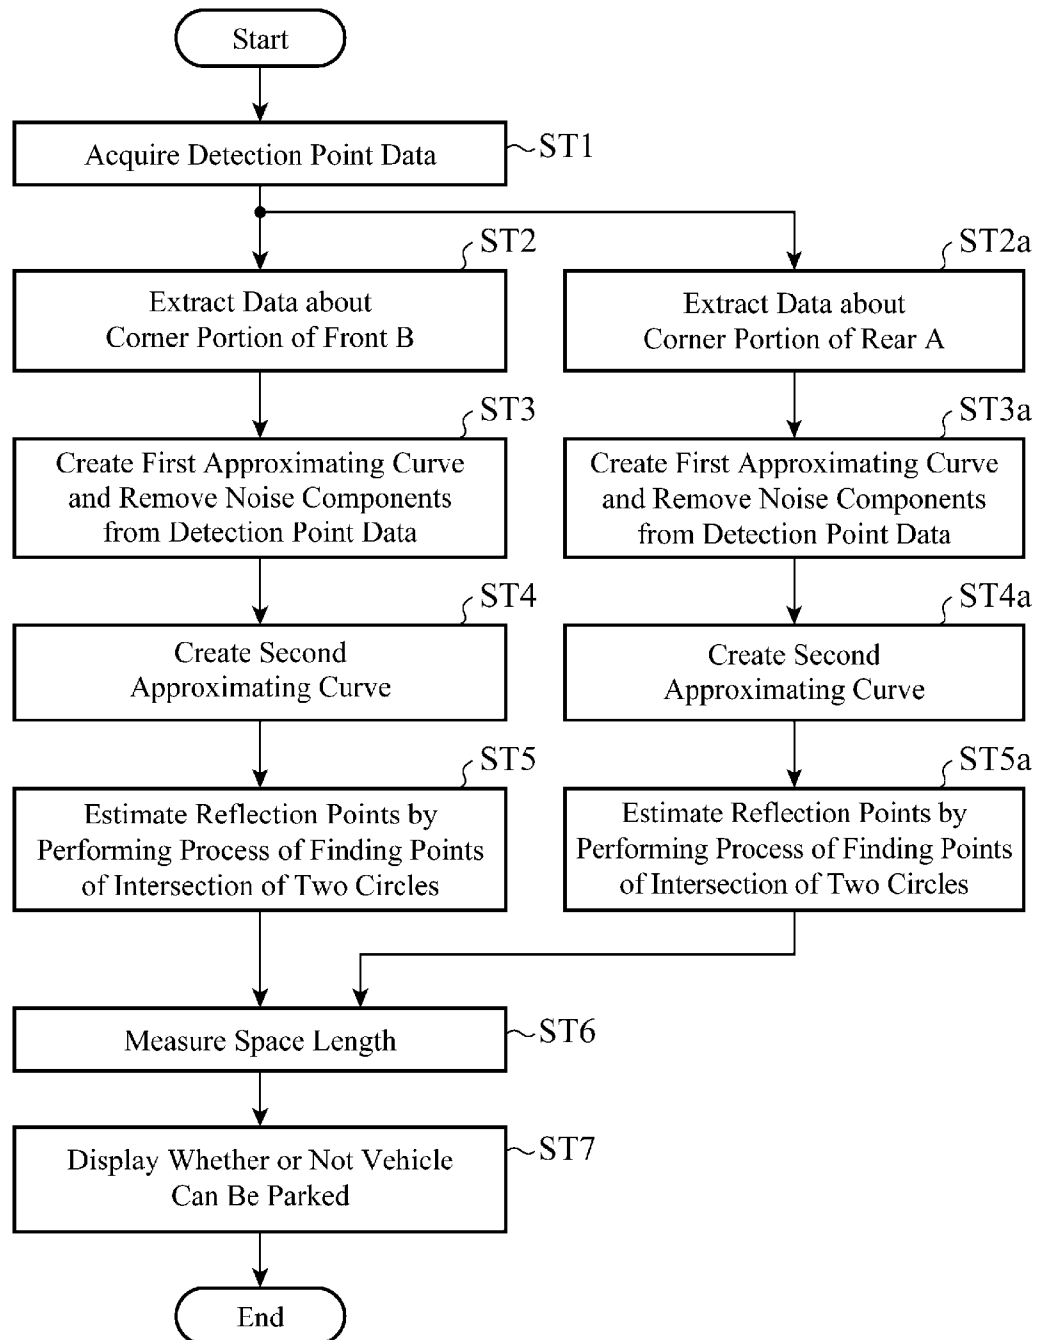 Start
Acquire Detection Point Data
ST1
ST2
Extract Data about
Corner Portion of Front B
ST2a
Extract Data about
Corner Portion of Rear A
ST3
Create First Approximating Curve
and Remove Noise Components
from Detection Point Data
ST3a
Create First Approximating Curve
and Remove Noise Components
from Detection Point Data
ST4
Create Second
Approximating Curve
ST4a
Create Second
Approximating Curve
ST5
Estimate Reflection Points by
Performing Process of Finding Points
of Intersection of Two Circles
ST5a
Estimate Reflection Points by
Performing Process of Finding Points
of Intersection of Two Circles
Measure Space Length
ST6
Display Whether or Not Vehicle
Can Be Parked
ST7
End